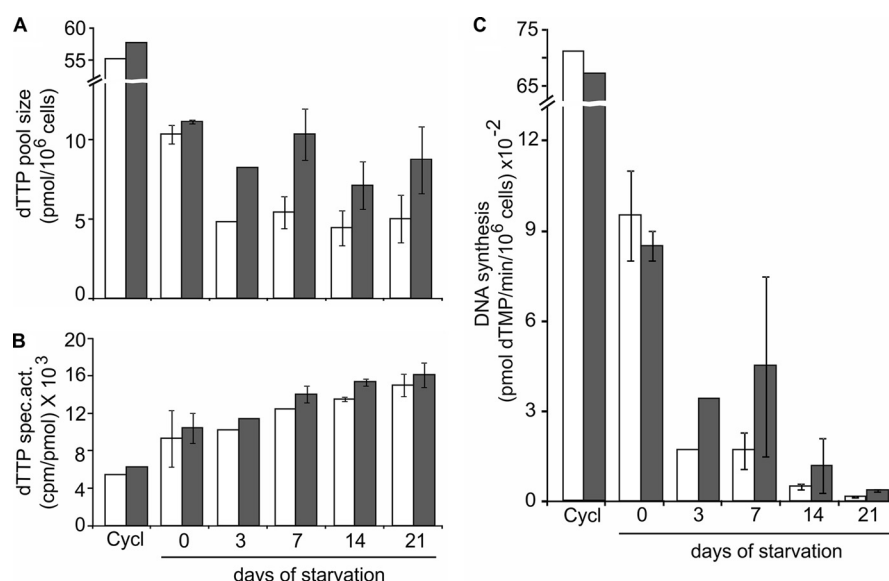 A
dTTP pool size
(pmol/10⁶ cells)
55
10
5
0
B
dTTP spec.act.
(cpm/pmol) X 10³
20
16
12
8
4
0
Cycl 0 3 7 14 21
days of starvation
C
DNA synthesis
(pmol dTMP/min/10⁶ cells) x10⁻²
75
65
12
9
6
3
0
Cycl 0 3 7 14 21
days of starvation